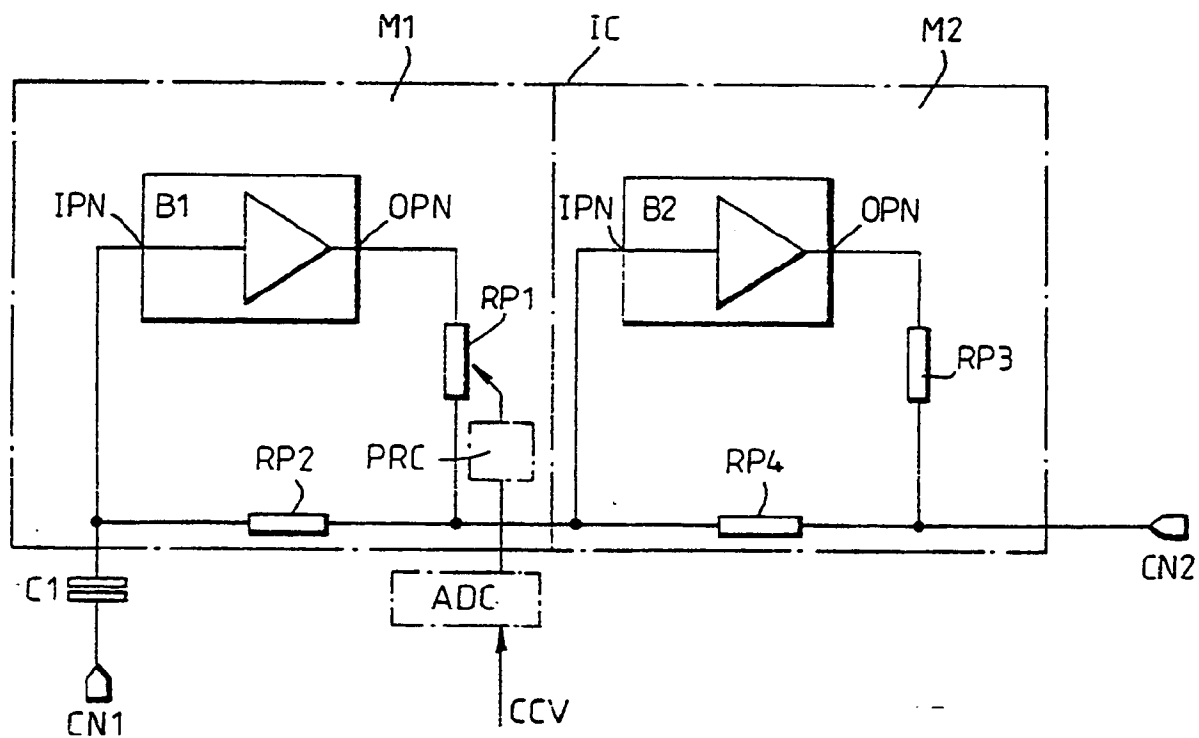 M1
IC
M2
IPN
B1
OPN
IPN
B2
OPN
RP1
RP3
RP2
PRC
RP4
C1
ADC
CN2
CN1
CCV